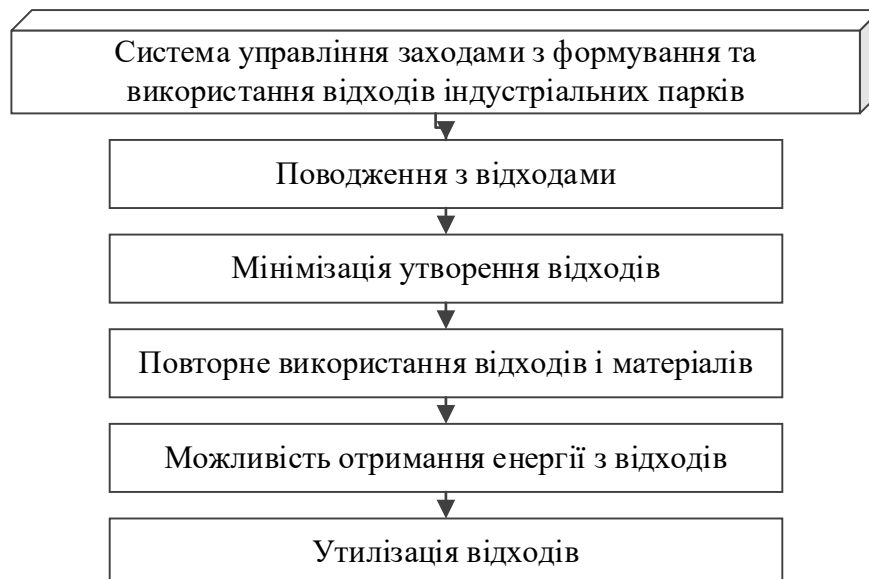 Система управління заходами з формування та
використання відходів індустріальних парків
Поводження з відходами
Мінімізація утворення відходів
Повторне використання відходів і матеріалів
Можливість отримання енергії з відходів
Утилізація відходів